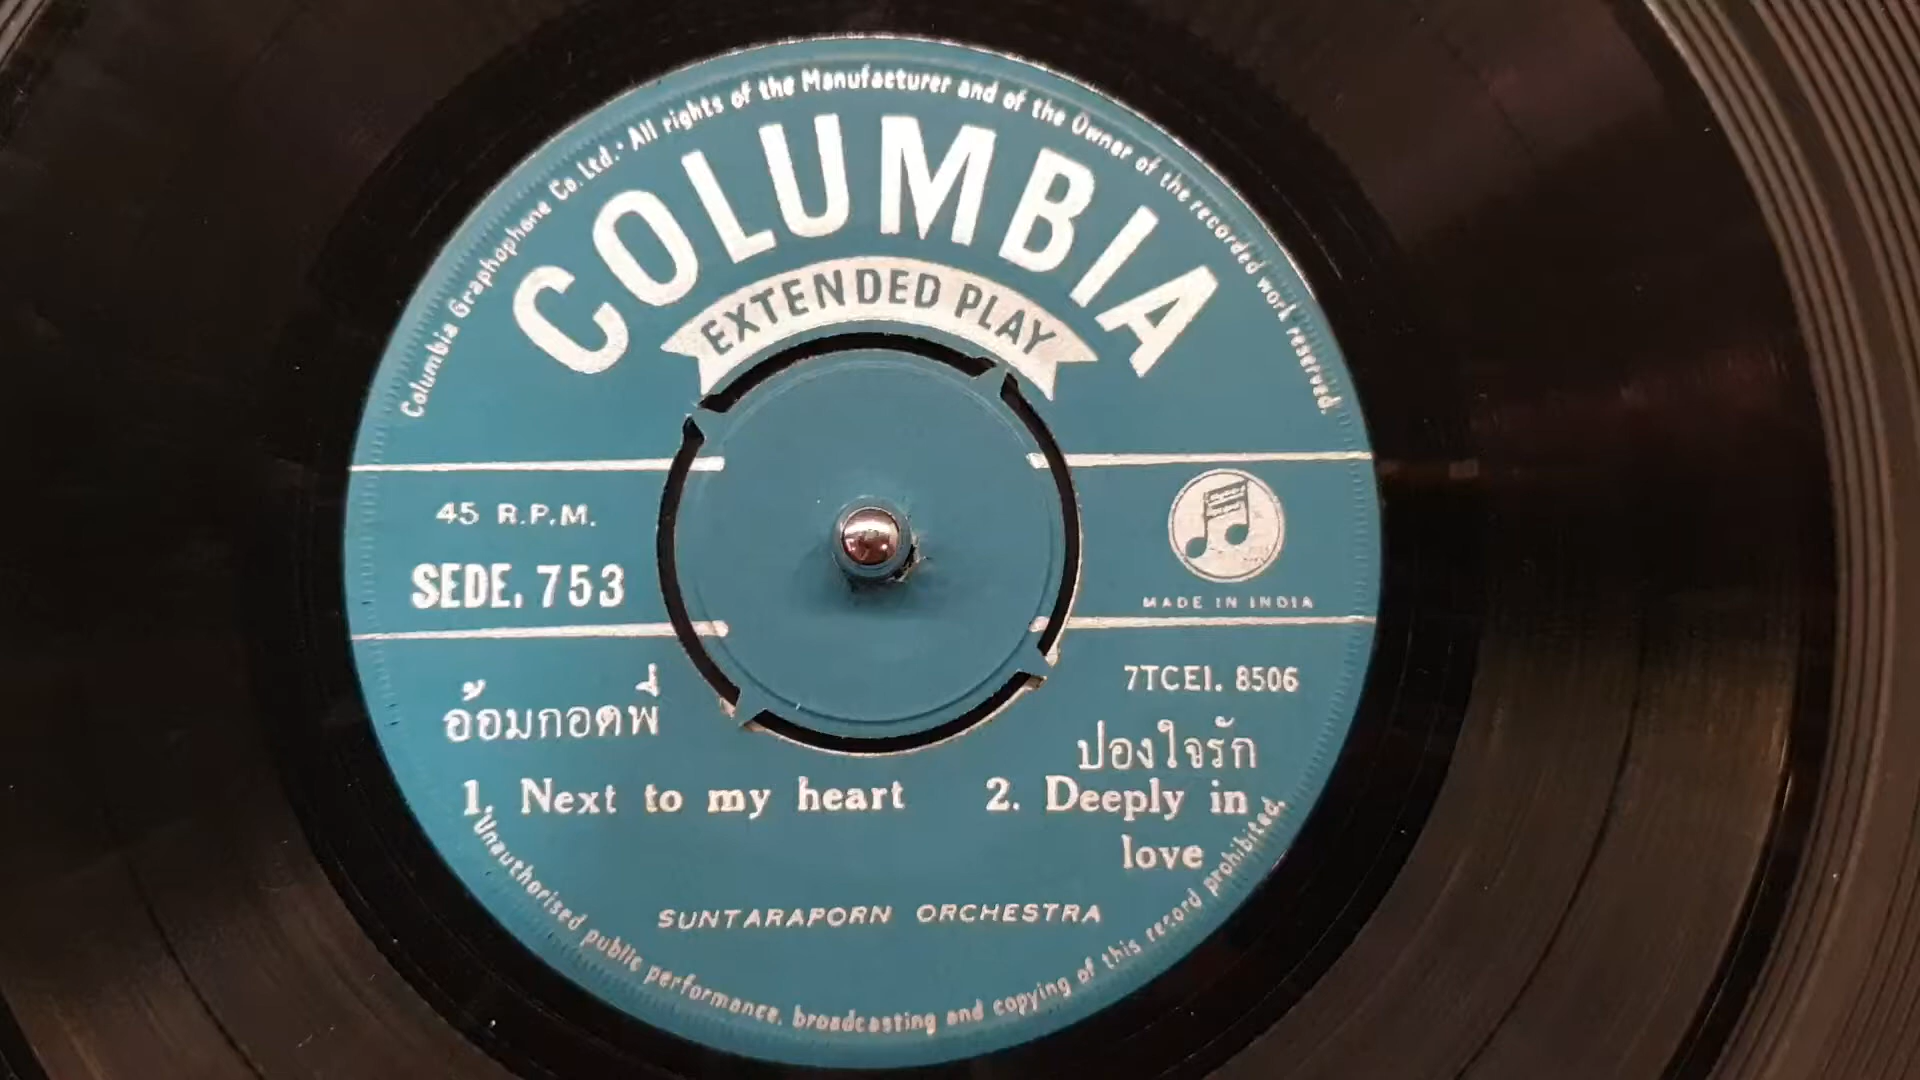 Columbia Graphophone Co. Ltd. · All rights of the Manufacturer and of the Owner of the recorded work reserved.
COLUMBIA
EXTENDED PLAY
45 R.P.M.
SEDE. 753
MADE IN INDIA
7TCEI. 8506
อ้อมกอดพี่
1. Next to my heart
ปองใจรัก
2. Deeply in
love
SUNTARAPORN ORCHESTRA
Unauthorised public performance, broadcasting and copying of this record prohibited.